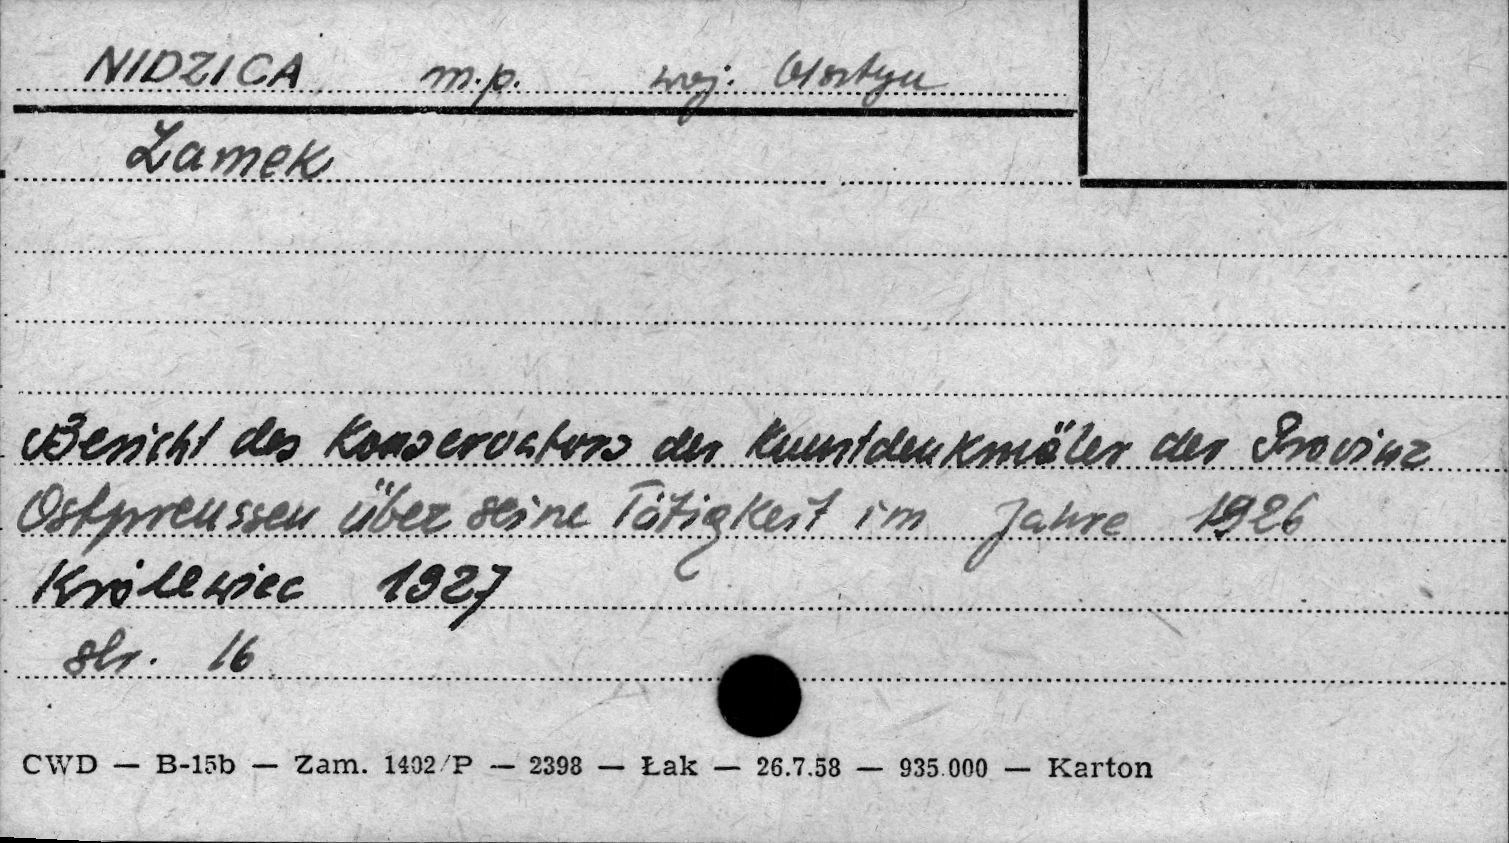 NIDZICA m.p. woj. Olsztyn
Zamek
Bericht des Konservators der Kunstdenkmäler der Provinz
Ostpreussen über seine Tätigkeit im Jahre 1926
Królewiec 1927
str. 16
CWD — B-15b — Zam. 1402/P — 2398 — Łak — 26.7.58 — 935.000 — Karton